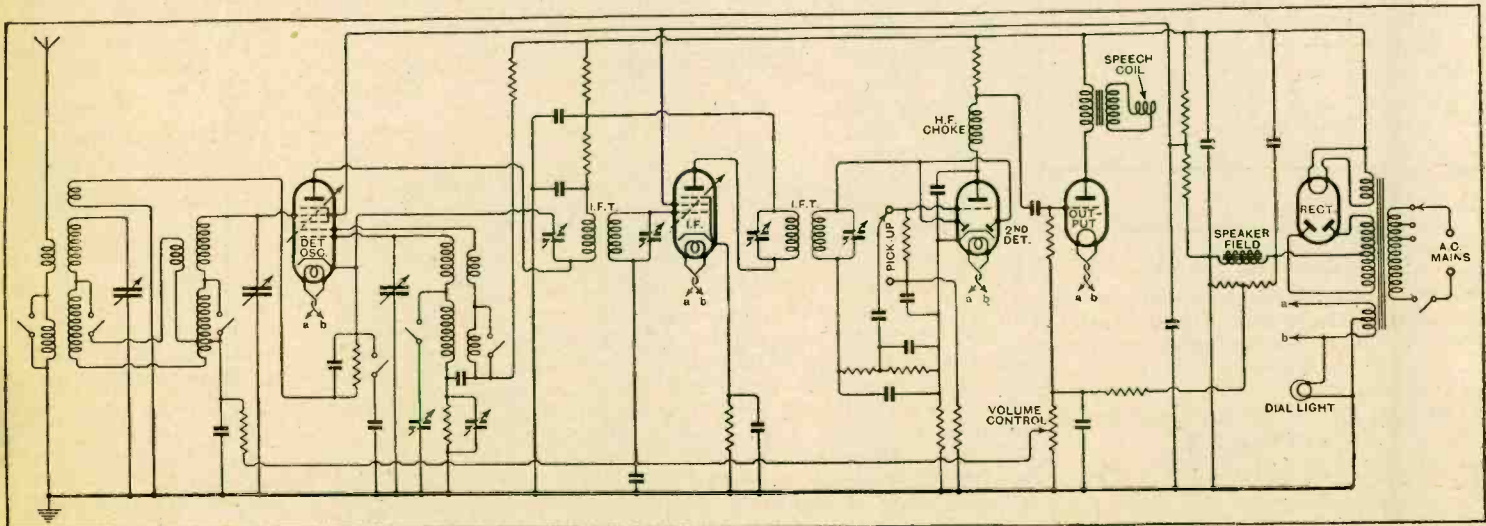 SPEECH
COIL
H.F.
CHOKE
I.F.T.
I.F.T.
I.F.
DET
OSC.
PICK-UP
2ND
DET.
OUT-
PUT
RECT.
SPEAKER
FIELD
A.C.
MAINS
a b
a b
a b
a b
a
b
VOLUME
CONTROL
DIAL LIGHT